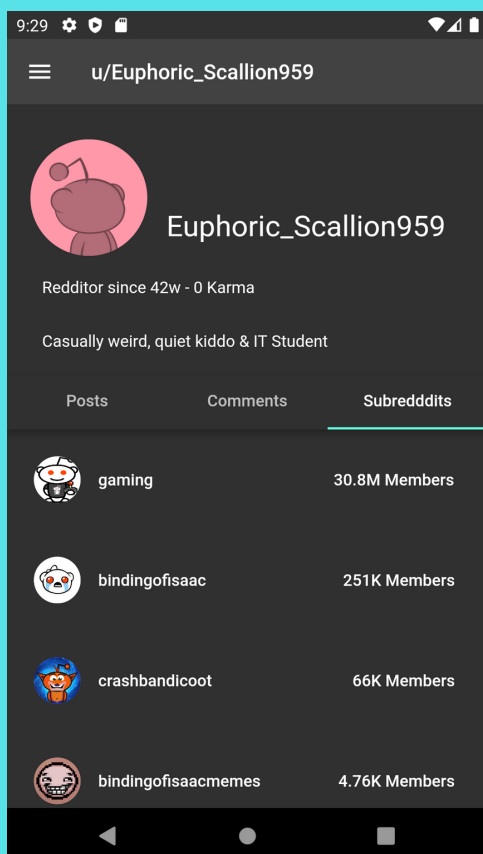 9:29
u/Euphoric_Scallion959
Euphoric_Scallion959
Redditor since 42w - 0 Karma
Casually weird, quiet kiddo & IT Student
Posts Comments Subredddits
gaming 30.8M Members
bindingofisaac 251K Members
crashbandicoot 66K Members
bindingofisaacmemes 4.76K Members